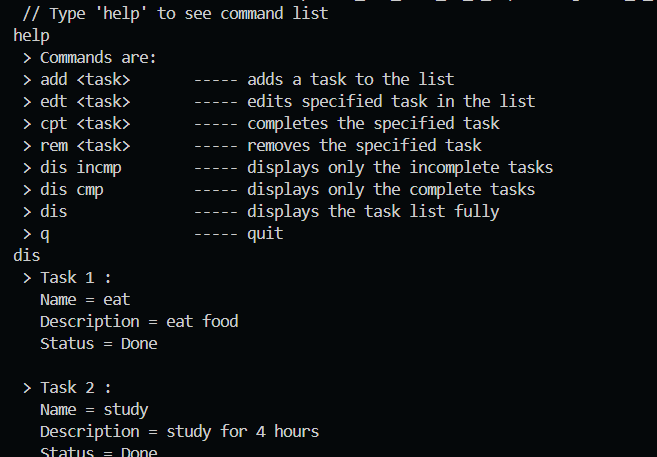 // Type 'help' to see command list
help
> Commands are:
> add <task> ----- adds a task to the list
> edt <task> ----- edits specified task in the list
> cpt <task> ----- completes the specified task
> rem <task> ----- removes the specified task
> dis incmp ----- displays only the incomplete tasks
> dis cmp ----- displays only the complete tasks
> dis ----- displays the task list fully
> q ----- quit
dis
> Task 1 :
Name = eat
Description = eat food
Status = Done
> Task 2 :
Name = study
Description = study for 4 hours
Status = Done